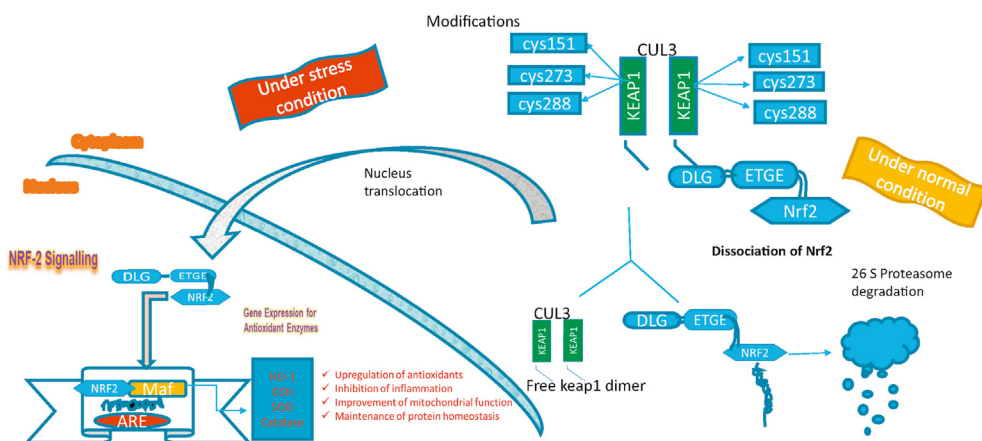 Modifications
cys151
cys273
cys288
CUL3
KEAP1
KEAP1
cys151
cys273
cys288
Under stress
condition
Cytoplasm
Nucleus
Nucleus
translocation
DLG
ETGE
Nrf2
Under normal
condition
Dissociation of Nrf2
NRF-2 Signalling
DLG
ETGE
NRF2
Gene Expression for
Antioxidant Enzymes
26 S Proteasome
degradation
CUL3
KEAP1
KEAP1
Free keap1 dimer
DLG
ETGE
NRF2
NRF2
Maf
ARE
HO-1
GSH
SOD
Catalase
✓ Upregulation of antioxidants
✓ Inhibition of inflammation
✓ Improvement of mitochondrial function
✓ Maintenance of protein homeostasis